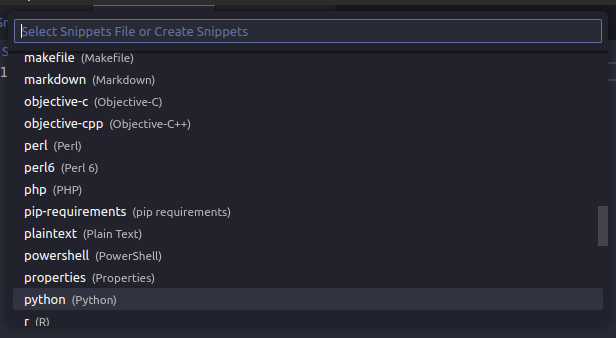 Select Snippets File or Create Snippets
makefile (Makefile)
markdown (Markdown)
objective-c (Objective-C)
objective-cpp (Objective-C++)
perl (Perl)
perl6 (Perl 6)
php (PHP)
pip-requirements (pip requirements)
plaintext (Plain Text)
powershell (PowerShell)
properties (Properties)
python (Python)
r (R)
1